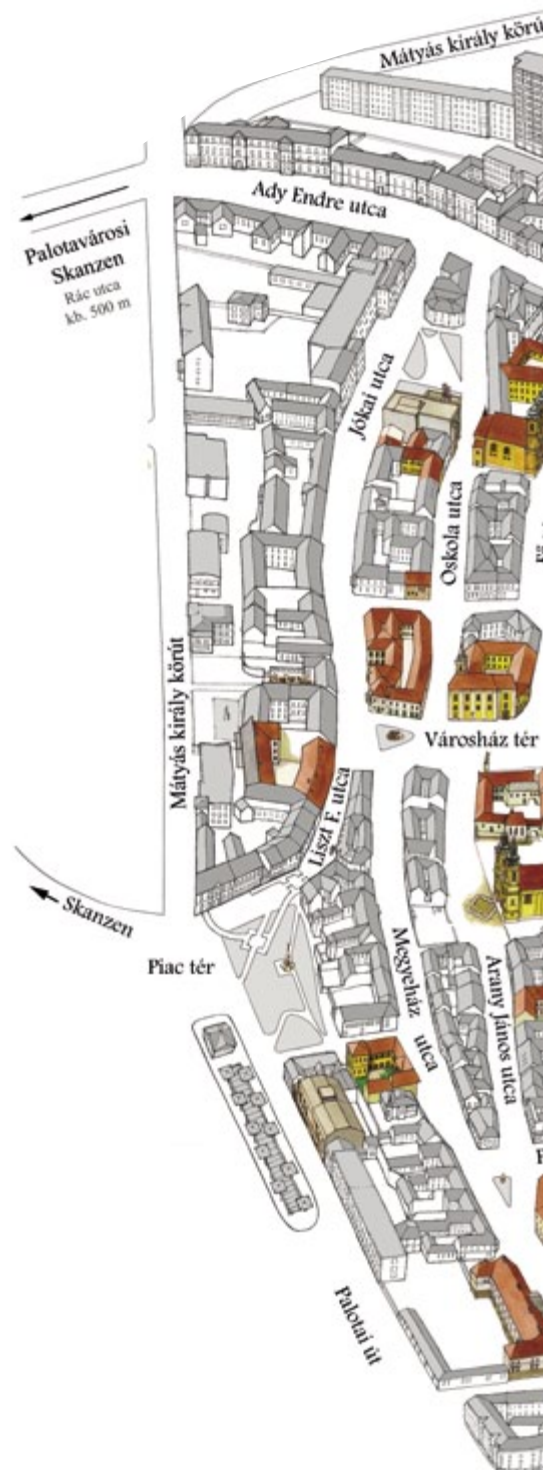 Mátyás király körú
Ady Endre utca
Palotavárosi
Skanzen
Rác utca
kb. 500 m
Jókai utca
Oskola utca
Mátyás király körút
Városház tér
Liszt F. utca
Skanzen
Piac tér
Megyeház utca
Arany János utca
Palotai út